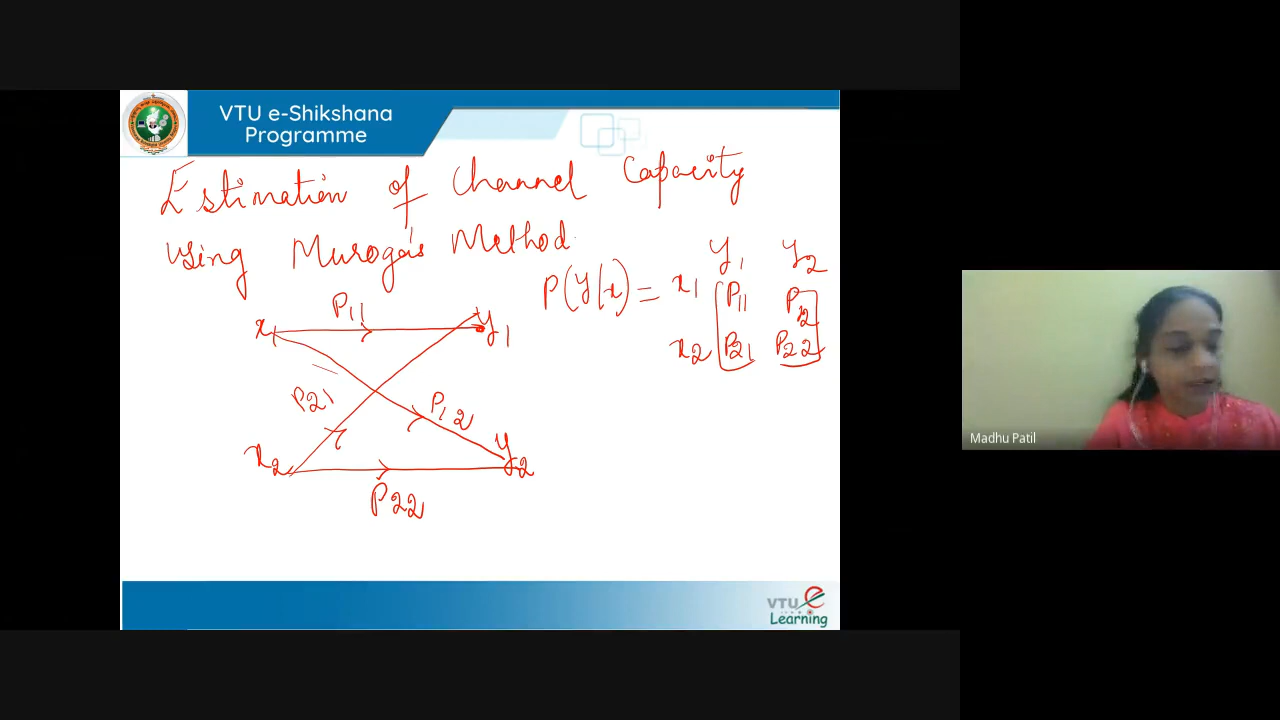 VTU e-Shikshana
Programme
Estimation of Channel Capacity
using Muroga's Method.
P(Y/x) =
y1 y2
x1 P11 P12
x2 P21 P22
x1 P11 y1
P21 P12
x2 y2
P22
VTU e
Learning
Madhu Patil